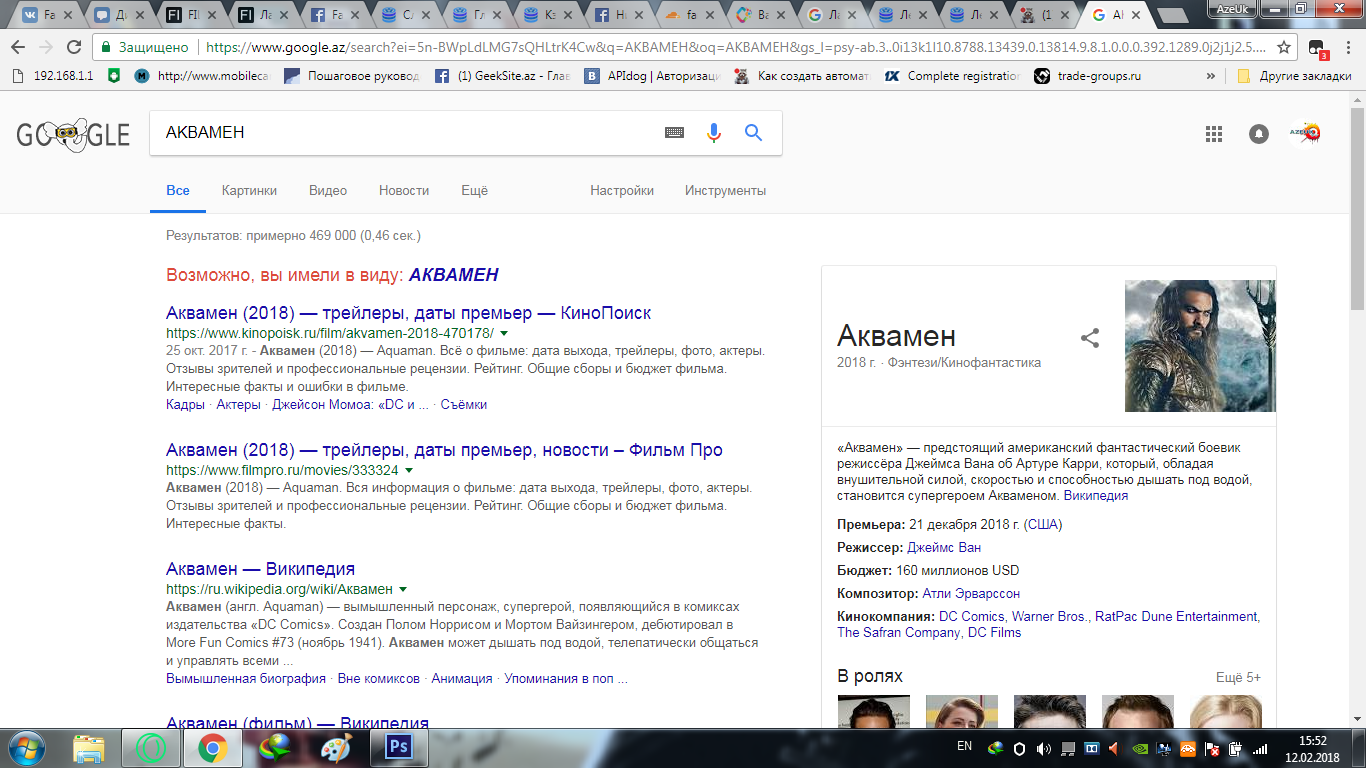 Fa
Ди
FI
FI
FI
Ла
Fa
Сл
Гл
Кэ
Н
fa
Ва
Ла
Ле
Ле
(1
AzeUk
Защищено
https://www.google.az/search?ei=5n-BWpLdLMG7sQHLtrK4Cw&q=AKBAMEH&oq=AKBAMEH&gs_l=psy-ab.3..0i13k1l10.8788.13439.0.13814.9.8.1.0.0.0.392.1289.0j2j1j2.5....
3
192.168.1.1
http://www.mobileca
Пошаговое руковод
(1) GeekSite.az - Глав
APIdog | Авторизац
Как создать автомат
Complete registration
trade-groups.ru
»
Другие закладки
GOOGLE
АКВАМЕН
AZERO
Все
Картинки
Видео
Новости
Ещё
Настройки
Инструменты
Результатов: примерно 469 000 (0,46 сек.)
Возможно, вы имели в виду: АКВАМЕН
Аквамен (2018) — трейлеры, даты премьер — КиноПоиск
https://www.kinopoisk.ru/film/akvamen-2018-470178/
25 окт. 2017 г. - Аквамен (2018) — Aquaman. Всё о фильме: дата выхода, трейлеры, фото, актеры.
Отзывы зрителей и профессиональные рецензии. Рейтинг. Общие сборы и бюджет фильма.
Интересные факты и ошибки в фильме.
Кадры · Актеры · Джейсон Момоа: «DC и ... · Съёмки
Аквамен (2018) — трейлеры, даты премьер, новости – Фильм Про
https://www.filmpro.ru/movies/333324
Аквамен (2018) — Aquaman. Вся информация о фильме: дата выхода, трейлеры, фото, актеры.
Отзывы зрителей и профессиональные рецензии. Рейтинг. Общие сборы и бюджет фильма.
Интересные факты.
Аквамен — Википедия
https://ru.wikipedia.org/wiki/Аквамен
Аквамен (англ. Aquaman) — вымышленный персонаж, супергерой, появляющийся в комиксах
издательства «DC Comics». Создан Полом Норрисом и Мортом Вайзингером, дебютировал в
More Fun Comics #73 (ноябрь 1941). Аквамен может дышать под водой, телепатически общаться
и управлять всеми ...
Вымышленная биография · Вне комиксов · Анимация · Упоминания в поп ...
Аквамен (фильм) — Википедия
Аквамен
2018 г. · Фэнтези/Кинофантастика
«Аквамен» — предстоящий американский фантастический боевик
режиссёра Джеймса Вана об Артуре Карри, который, обладая
внушительной силой, скоростью и способностью дышать под водой,
становится супергероем Акваменом. Википедия
Премьера: 21 декабря 2018 г. (США)
Режиссер: Джеймс Ван
Бюджет: 160 миллионов USD
Композитор: Атли Эрварссон
Кинокомпания: DC Comics, Warner Bros., RatPac Dune Entertainment,
The Safran Company, DC Films
В ролях
Ещё 5+
Ps
EN
15:52
12.02.2018